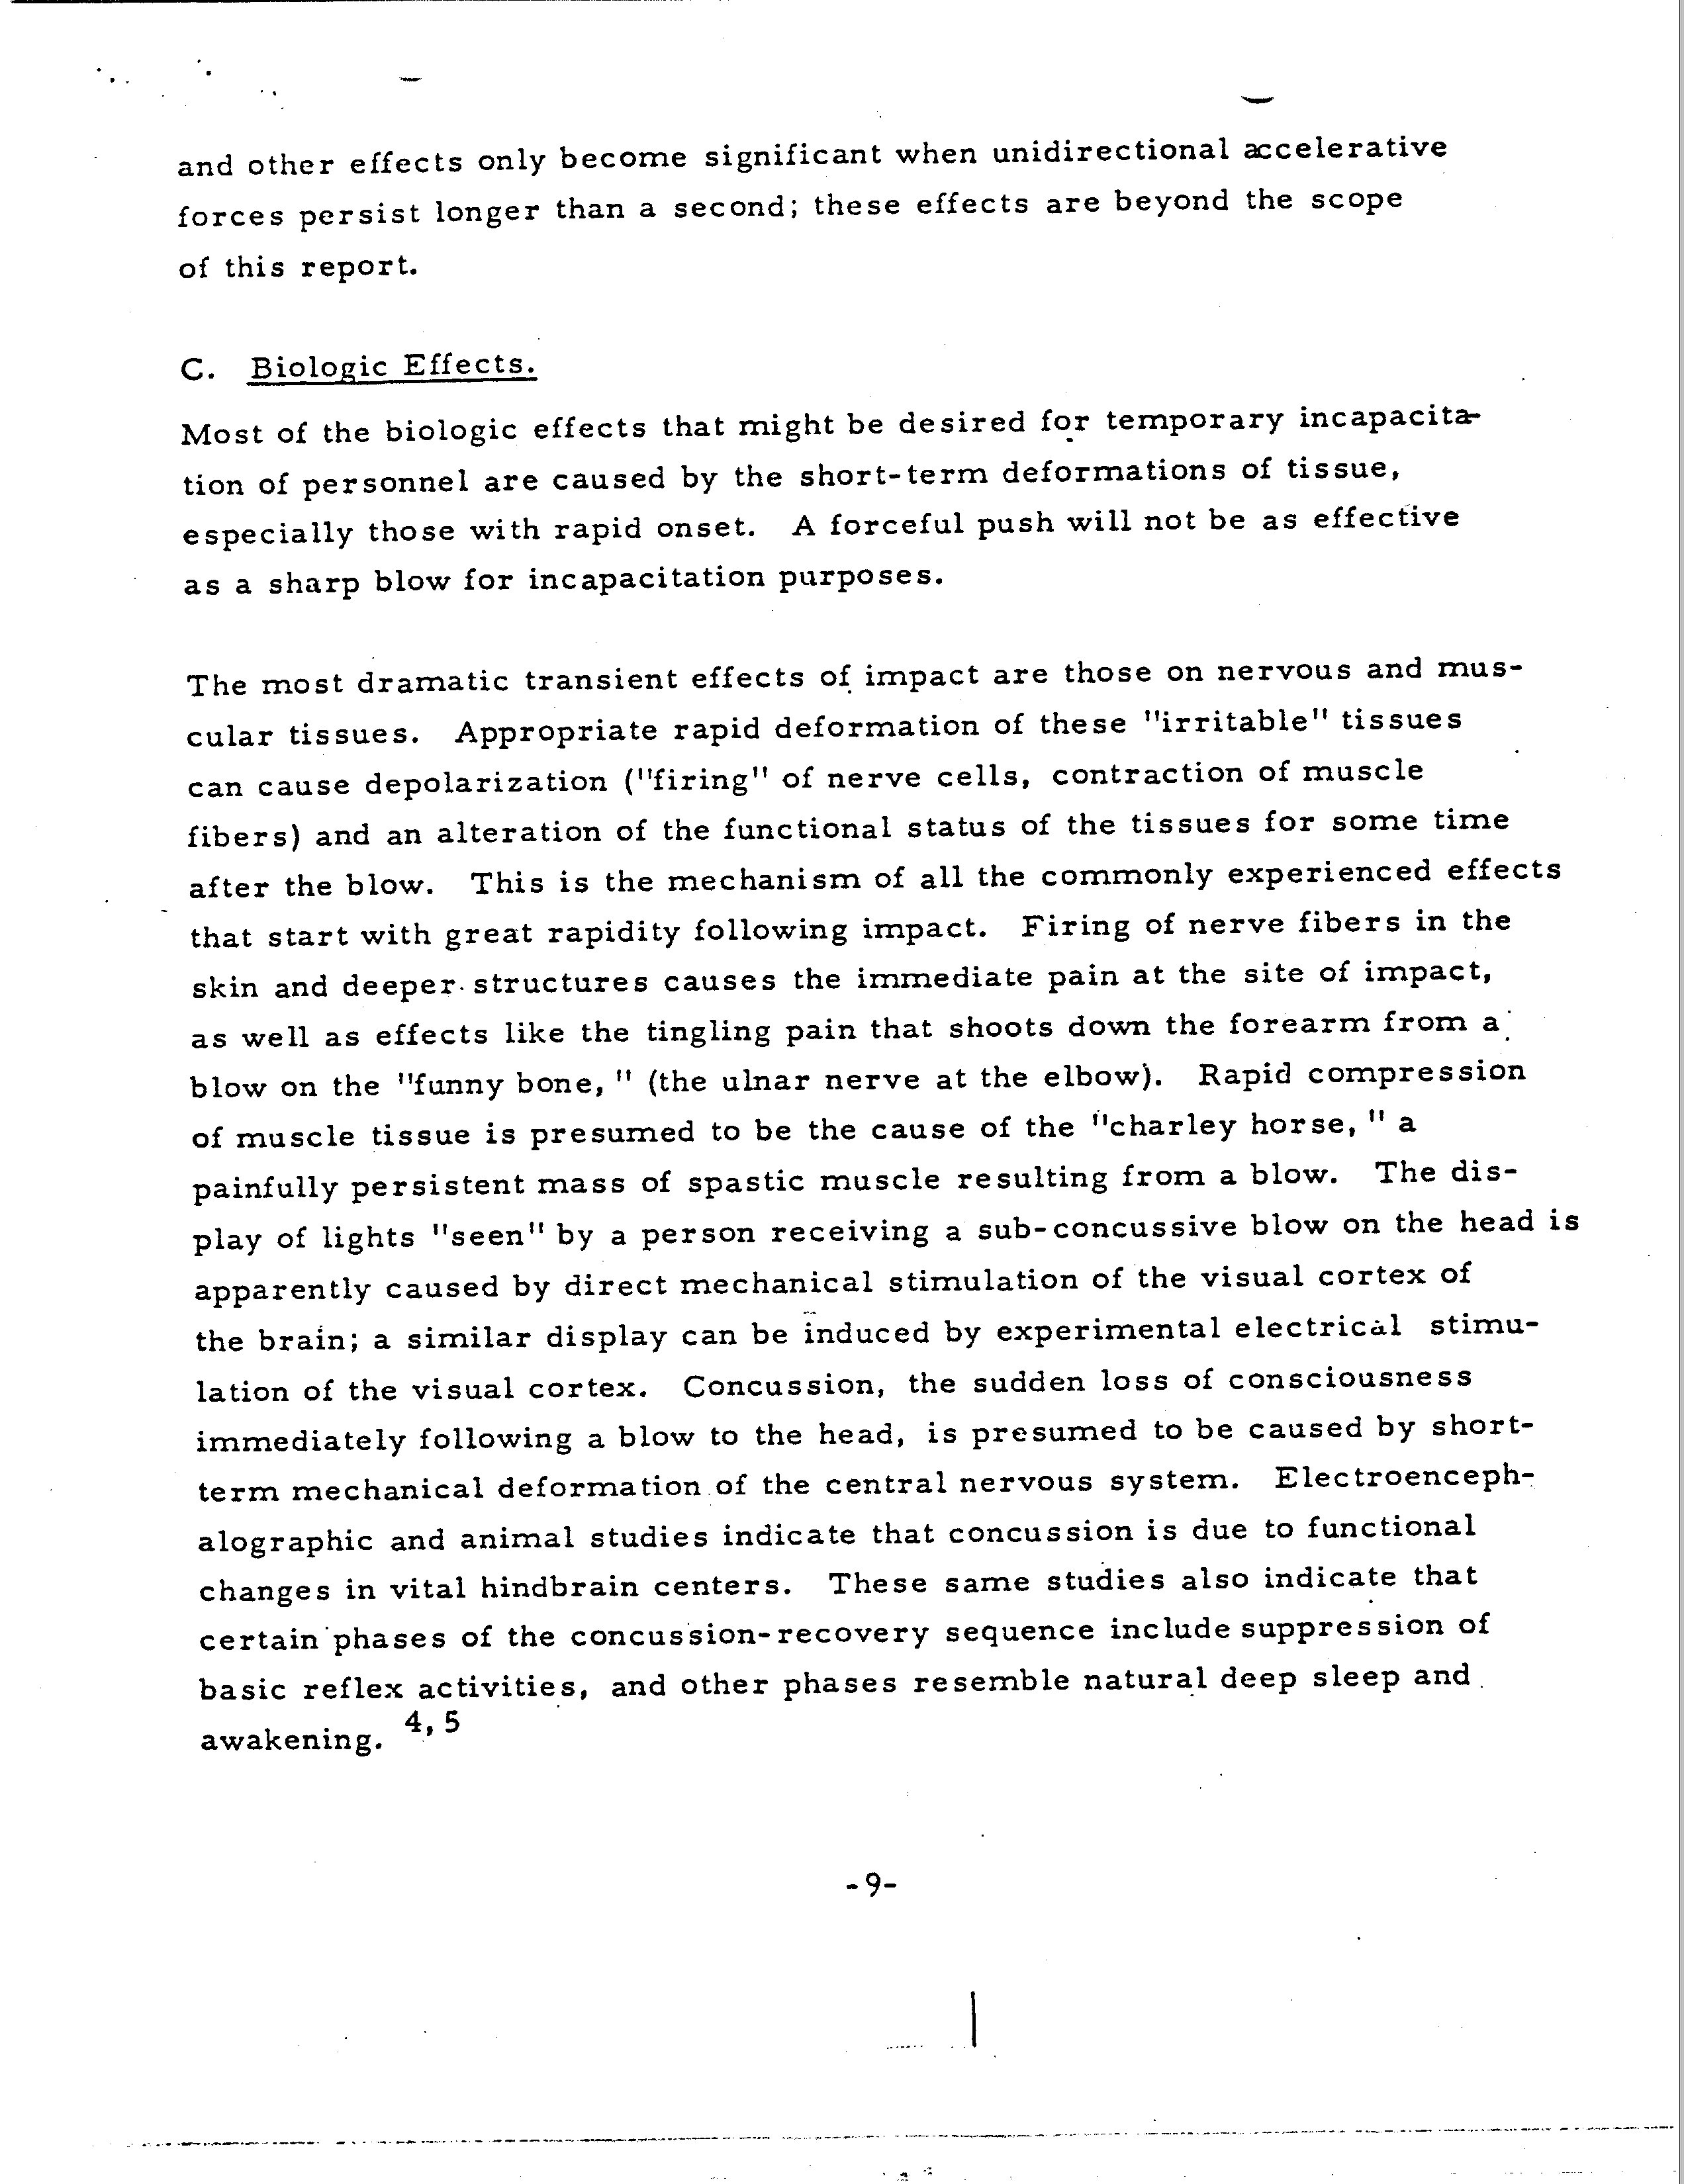 and other effects only become significant when unidirectional accelerative
forces persist longer than a second; these effects are beyond the scope
of this report.
C. Biologic Effects.
Most of the biologic effects that might be desired for temporary incapacita-
tion of personnel are caused by the short-term deformations of tissue,
especially those with rapid onset. A forceful push will not be as effective
as a sharp blow for incapacitation purposes.
The most dramatic transient effects of impact are those on nervous and mus-
cular tissues. Appropriate rapid deformation of these "irritable" tissues
can cause depolarization ("firing" of nerve cells, contraction of muscle
fibers) and an alteration of the functional status of the tissues for some time
after the blow. This is the mechanism of all the commonly experienced effects
that start with great rapidity following impact. Firing of nerve fibers in the
skin and deeper structures causes the immediate pain at the site of impact,
as well as effects like the tingling pain that shoots down the forearm from a
blow on the "funny bone, " (the ulnar nerve at the elbow). Rapid compression
of muscle tissue is presumed to be the cause of the "charley horse, " a
painfully persistent mass of spastic muscle resulting from a blow. The dis-
play of lights "seen" by a person receiving a sub-concussive blow on the head is
apparently caused by direct mechanical stimulation of the visual cortex of
the brain; a similar display can be induced by experimental electrical stimu-
lation of the visual cortex. Concussion, the sudden loss of consciousness
immediately following a blow to the head, is presumed to be caused by short-
term mechanical deformation of the central nervous system. Electroenceph-
alographic and animal studies indicate that concussion is due to functional
changes in vital hindbrain centers. These same studies also indicate that
certain phases of the concussion-recovery sequence include suppression of
basic reflex activities, and other phases resemble natural deep sleep and
awakening. 4, 5
-9-